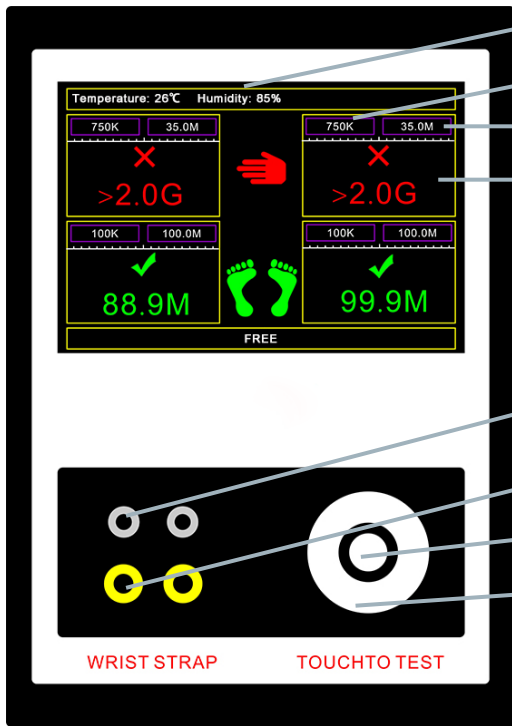 Temperature: 26℃ Humidity: 85%
750K 35.0M
>2.0G
750K 35.0M
>2.0G
100K 100.0M
88.9M
100K 100.0M
99.9M
FREE
WRIST STRAP
TOUCHTO TEST